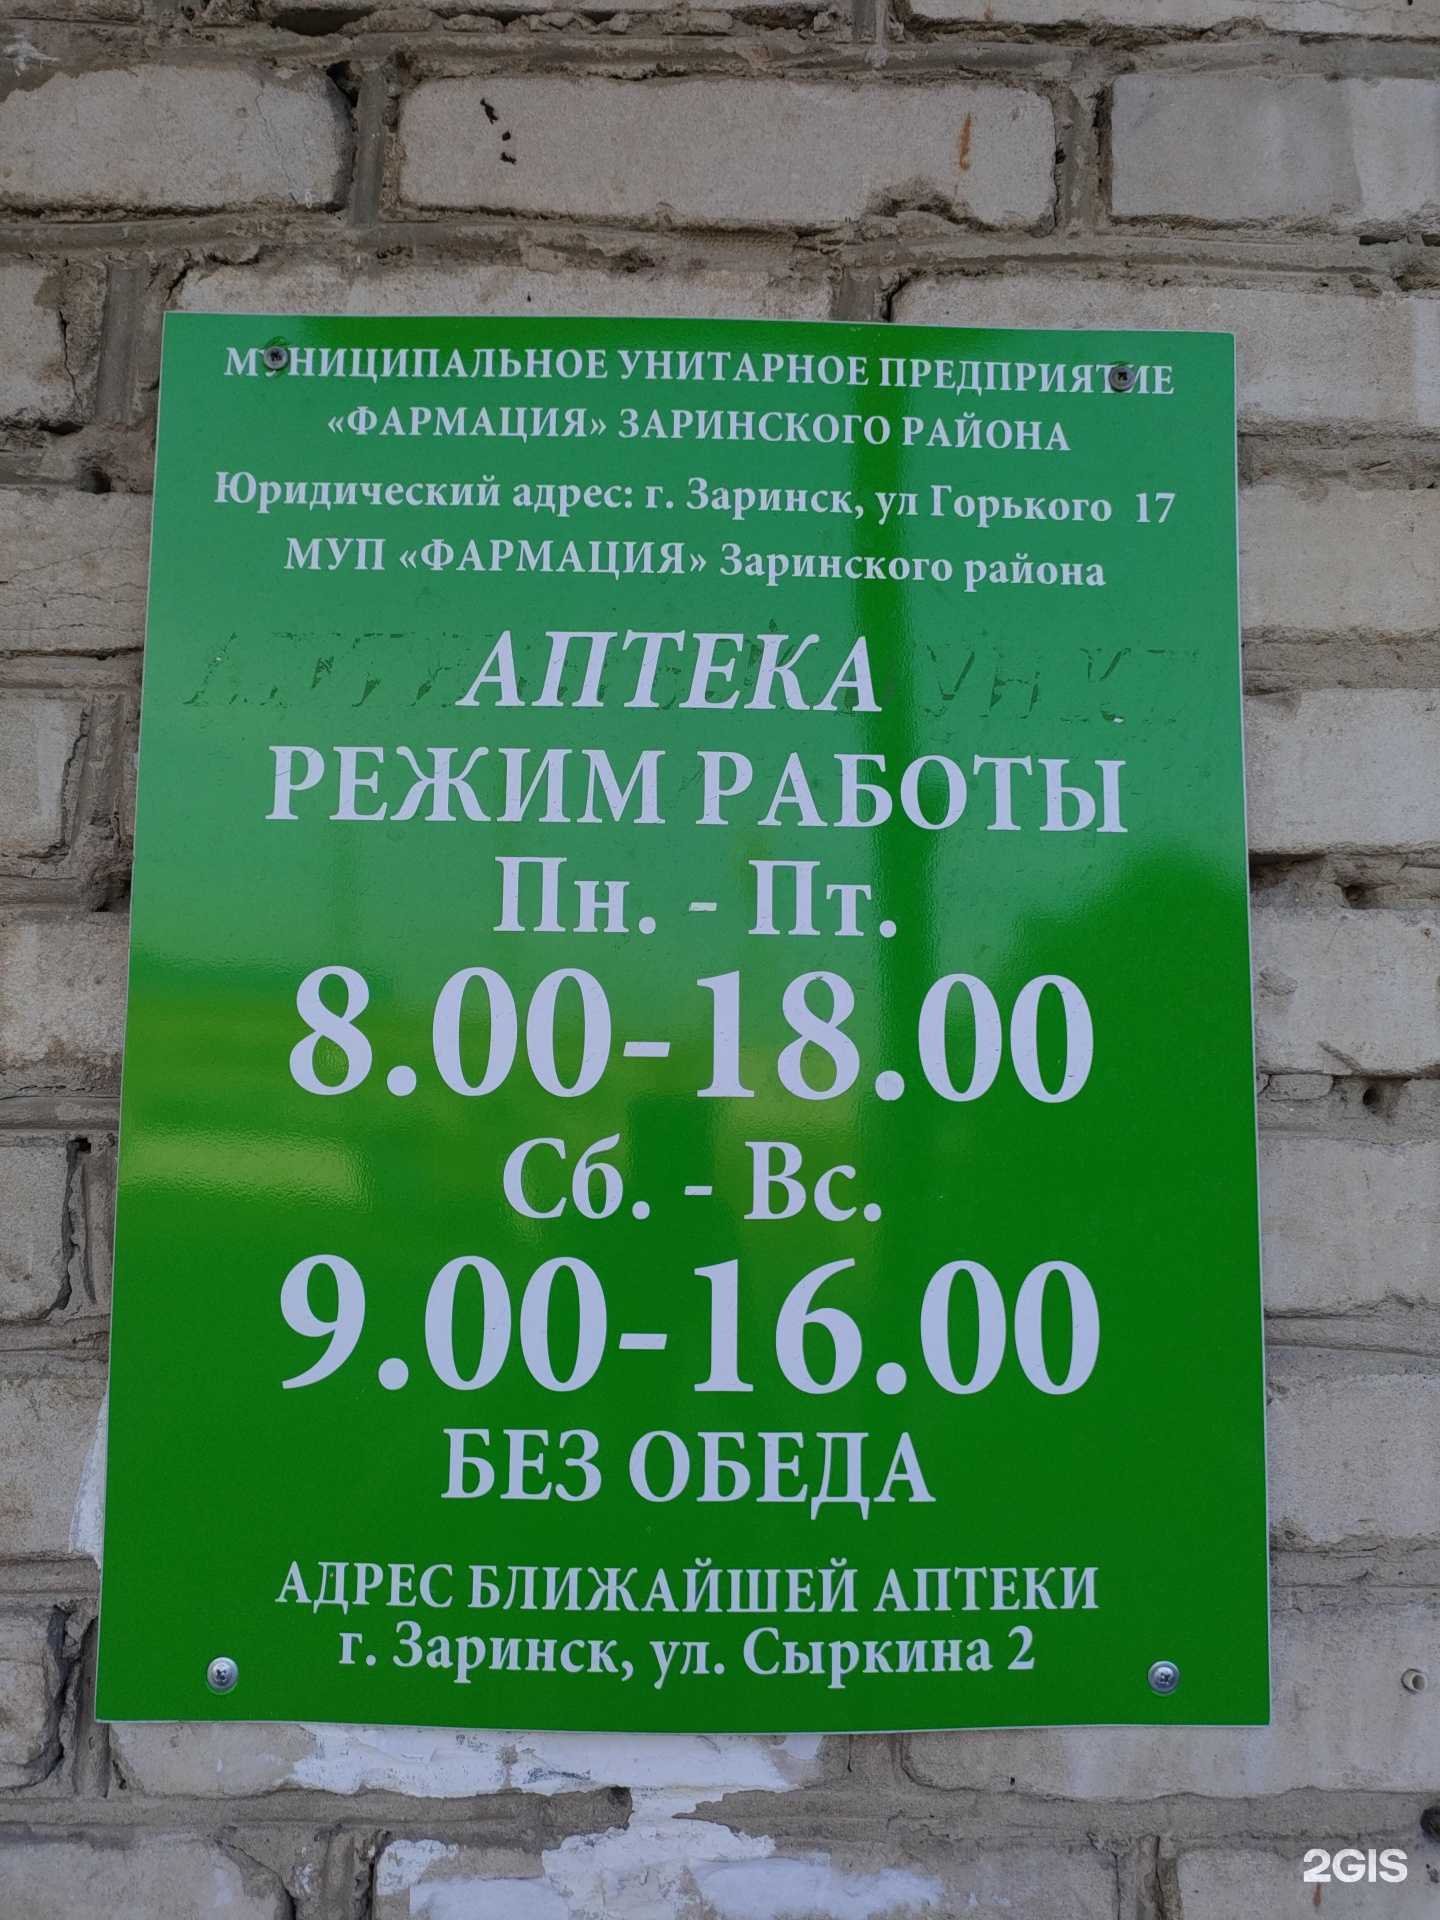 МУНИЦИПАЛЬНОЕ УНИТАРНОЕ ПРЕДПРИЯТИЕ
«ФАРМАЦИЯ» ЗАРИНСКОГО РАЙОНА
Юридический адрес: г. Заринск, ул Горького 17
МУП «ФАРМАЦИЯ» Заринского района
АПТЕКА
РЕЖИМ РАБОТЫ
Пн. - Пт.
8.00-18.00
Сб. - Вс.
9.00-16.00
БЕЗ ОБЕДА
АДРЕС БЛИЖАЙШЕЙ АПТЕКИ
г. Заринск, ул. Сыркина 2
2GIS